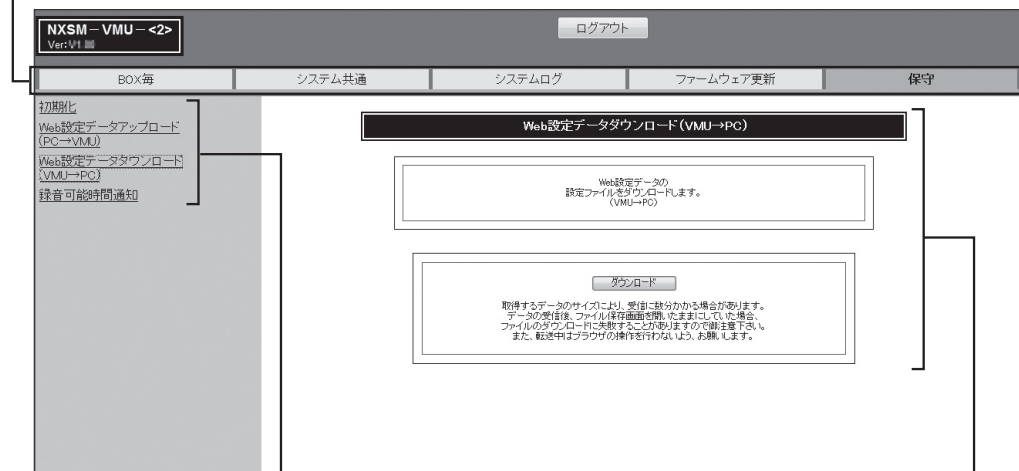 NXSM－VMU－<2>
Ver:V1
ログアウト
BOX毎
システム共通
システムログ
ファームウェア更新
保守
初期化
Web設定データアップロード
(PC→VMU)
Web設定データダウンロード
(VMU→PC)
録音可能時間通知
Web設定データダウンロード(VMU→PC)
Web設定データの
設定ファイルをダウンロードします。
(VMU→PC)
ダウンロード
取得するデータのサイズにより、受信に数分かかる場合があります。
データの受信後、ファイル保存画面を開いたままにしていた場合、
ファイルのダウンロードに失敗することがありますので御注意下さい。
また、転送中はブラウザの操作を行わないよう、お願いします。